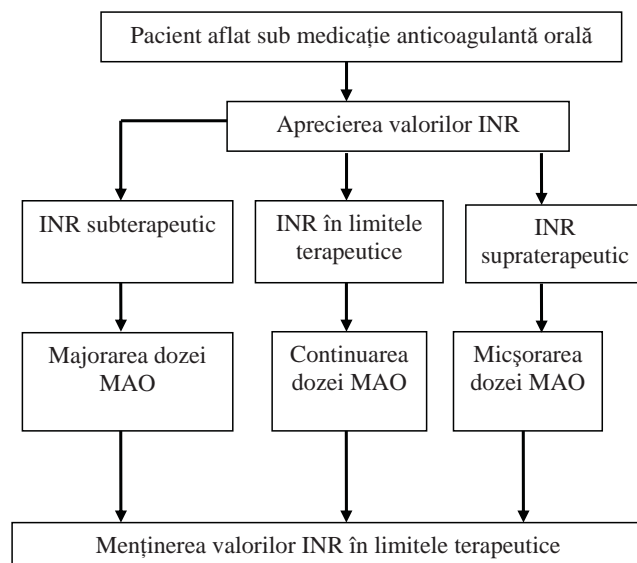 Pacient aflat sub medicație anticoagulantă orală
Aprecierea valorilor INR
INR subterapeutic
INR în limitele
terapeutice
INR
supraterapeutic
Majorarea dozei
MAO
Continuarea
dozei MAO
Micșorarea
dozei MAO
Menținerea valorilor INR în limitele terapeutice